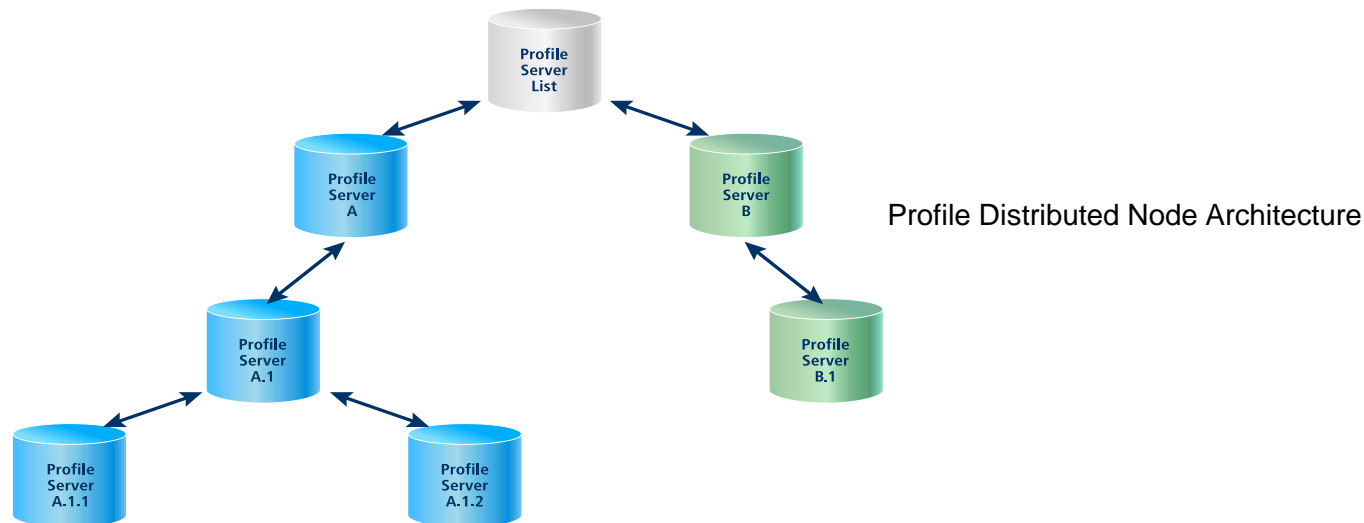 Profile
Server
List
Profile
Server
A
Profile
Server
B
Profile Distributed Node Architecture
Profile
Server
A.1
Profile
Server
B.1
Profile
Server
A.1.1
Profile
Server
A.1.2